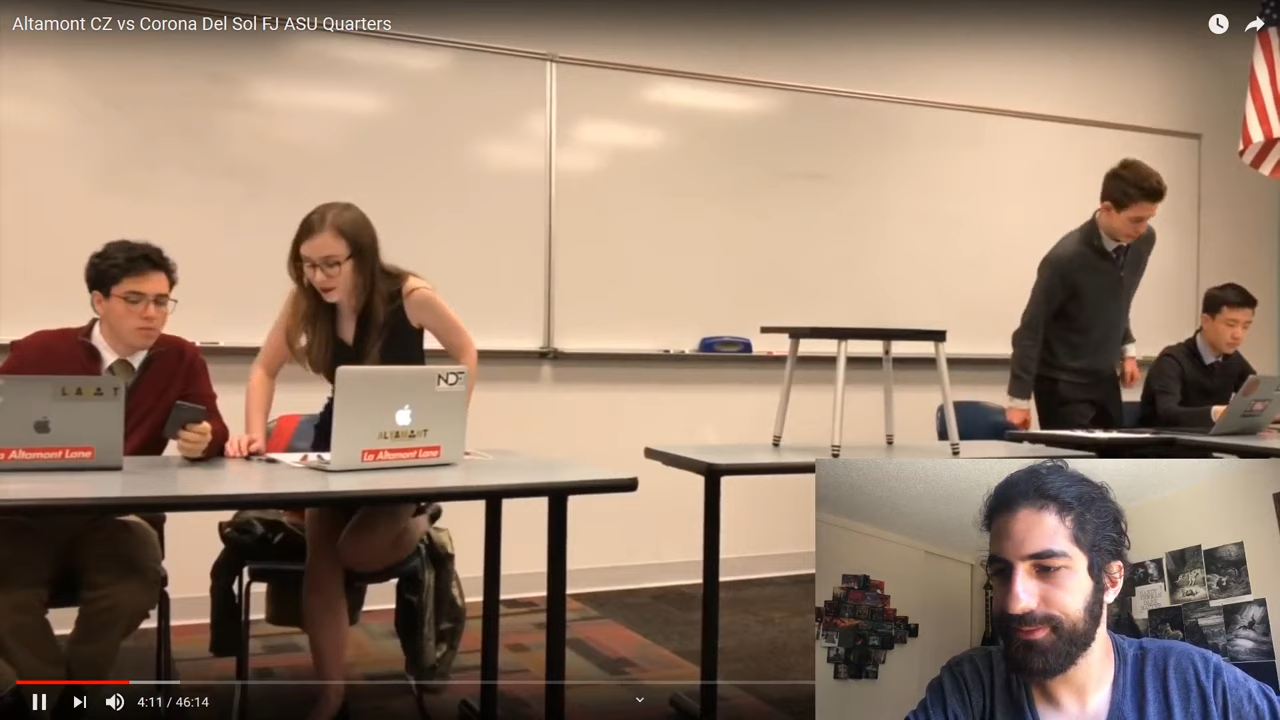 Altamont CZ vs Corona Del Sol FJ ASU Quarters
NDF
ALTAMONT
La Altamont Lane
a Altamont Lane
4:11 / 46:14